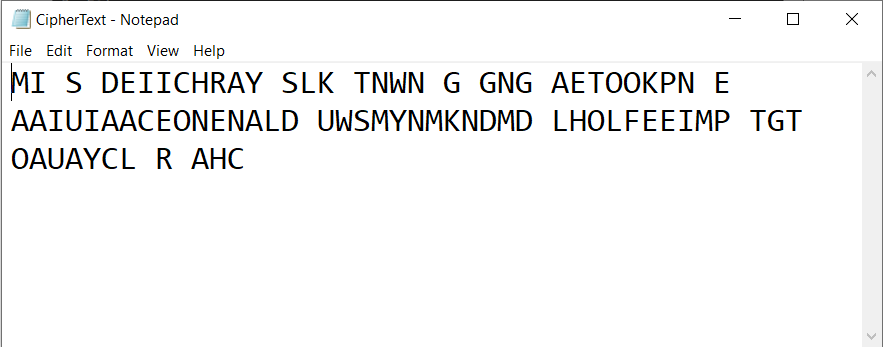 CipherText - Notepad
File Edit Format View Help
MI S DEIICHRAY SLK TNWN G GNG AETOOKPN E
AAIUIAACEONENALD UWSMYNMKNDMD LHOLFEEIMP TGT
OAUAYCL R AHC